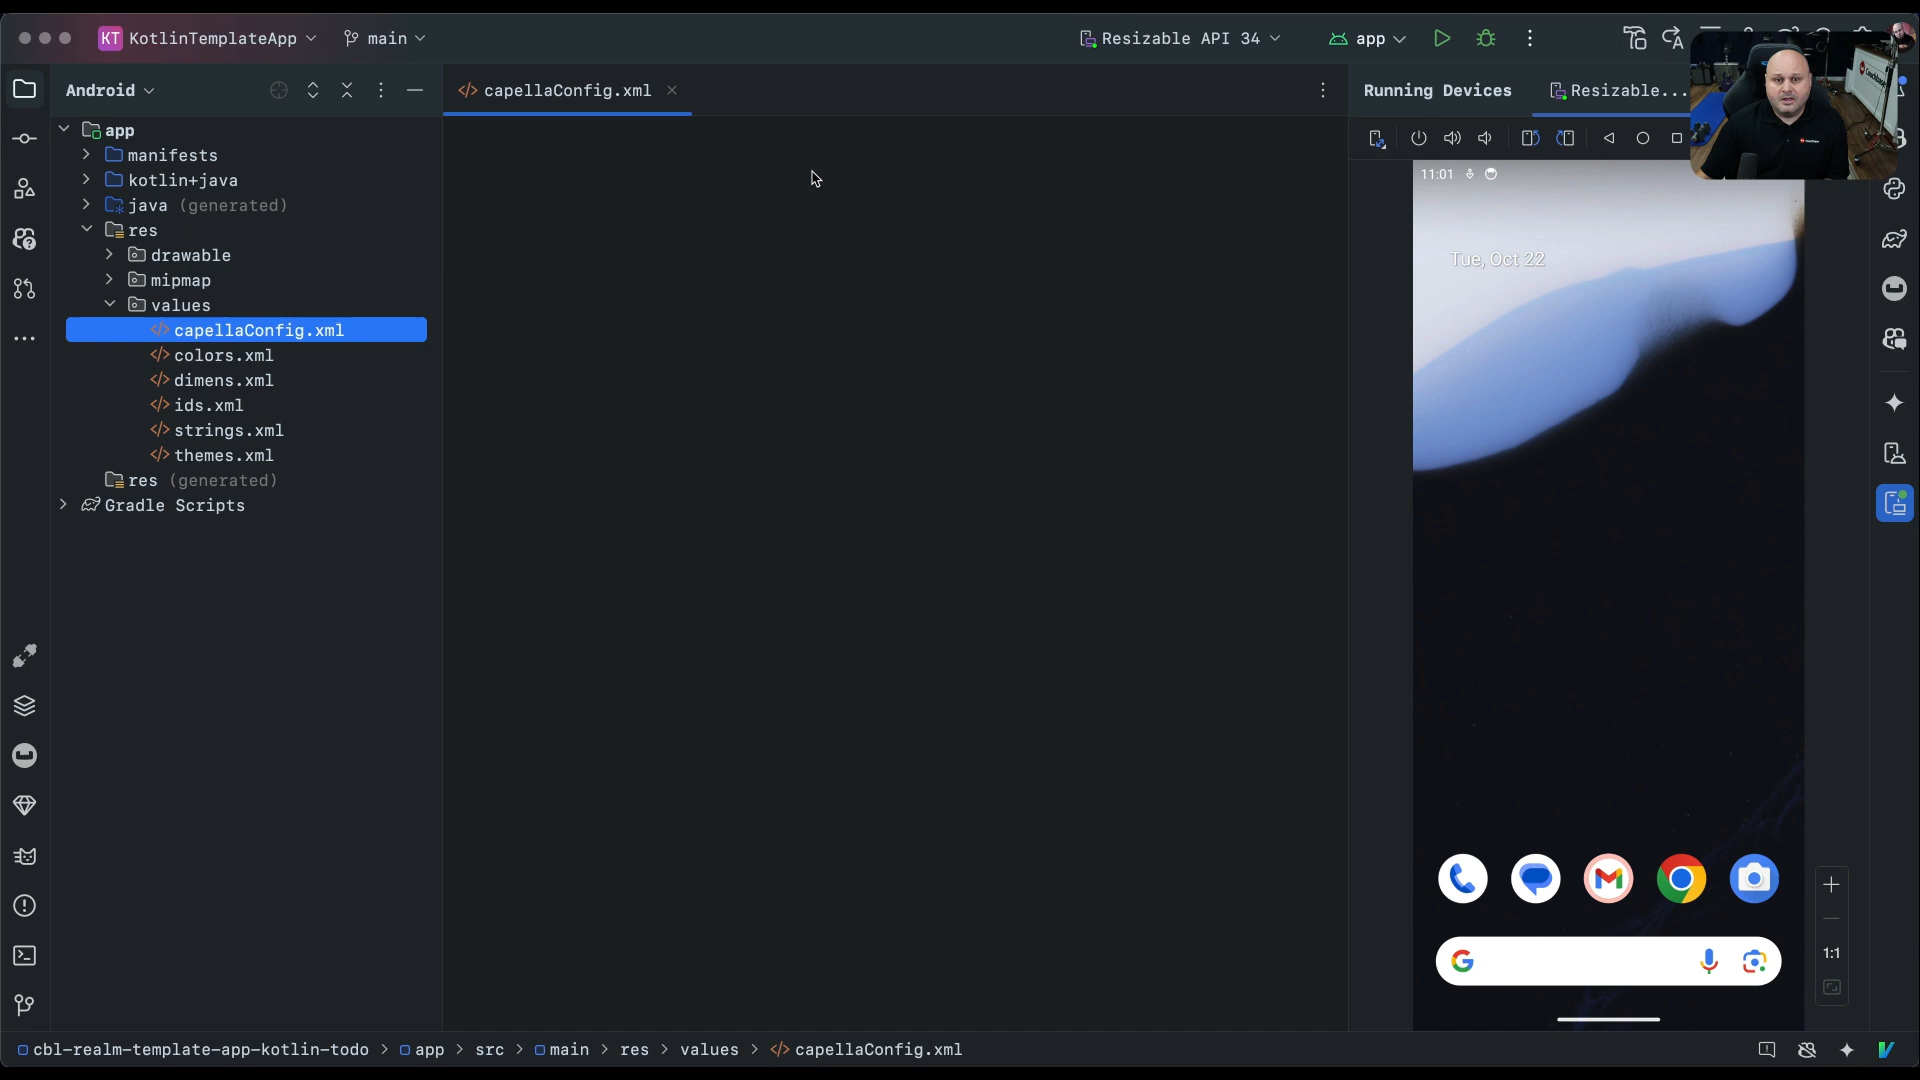 KT KotlinTemplateApp main Resizable API 34 app
Android
capellaConfig.xml
Running Devices Resizable...
app
manifests
kotlin+java
java (generated)
res
drawable
mipmap
values
capellaConfig.xml
colors.xml
dimens.xml
ids.xml
strings.xml
themes.xml
res (generated)
Gradle Scripts
11:01
Tue, Oct 22
1:1
cbl-realm-template-app-kotlin-todo > app > src > main > res > values > capellaConfig.xml